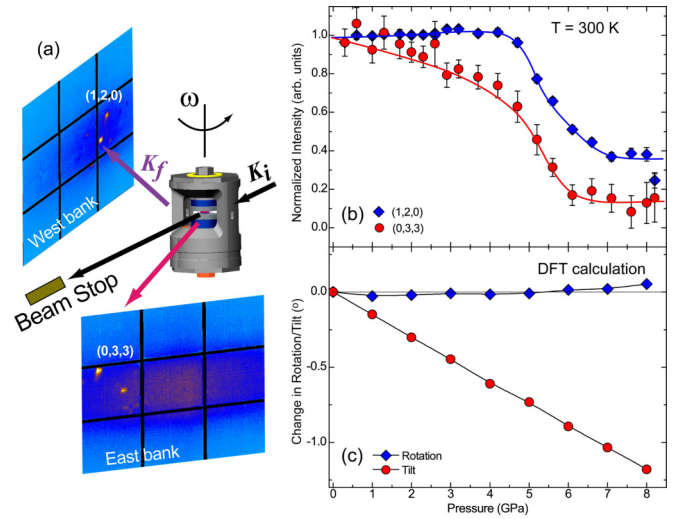 (a)
(1,2,0)
West bank
ω
K_f
K_i
Beam Stop
(0,3,3)
East bank
T = 300 K
Normalized Intensity (arb. units)
1.0
0.8
0.6
0.4
0.2
0.0
(b)
(1,2,0)
(0,3,3)
DFT calculation
Change in Rotation/Tilt (°)
0.0
-0.5
-1.0
(c)
Rotation
Tilt
0 1 2 3 4 5 6 7 8
Pressure (GPa)